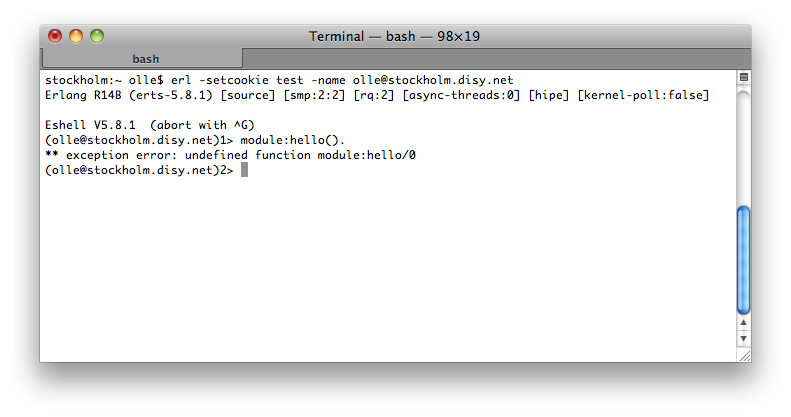 Terminal — bash — 98×19
bash
stockholm:~ olle$ erl -setcookie test -name olle@stockholm.disy.net
Erlang R14B (erts-5.8.1) [source] [smp:2:2] [rq:2] [async-threads:0] [hipe] [kernel-poll:false]
Eshell V5.8.1  (abort with ^G)
(olle@stockholm.disy.net)1> module:hello().
** exception error: undefined function module:hello/0
(olle@stockholm.disy.net)2>